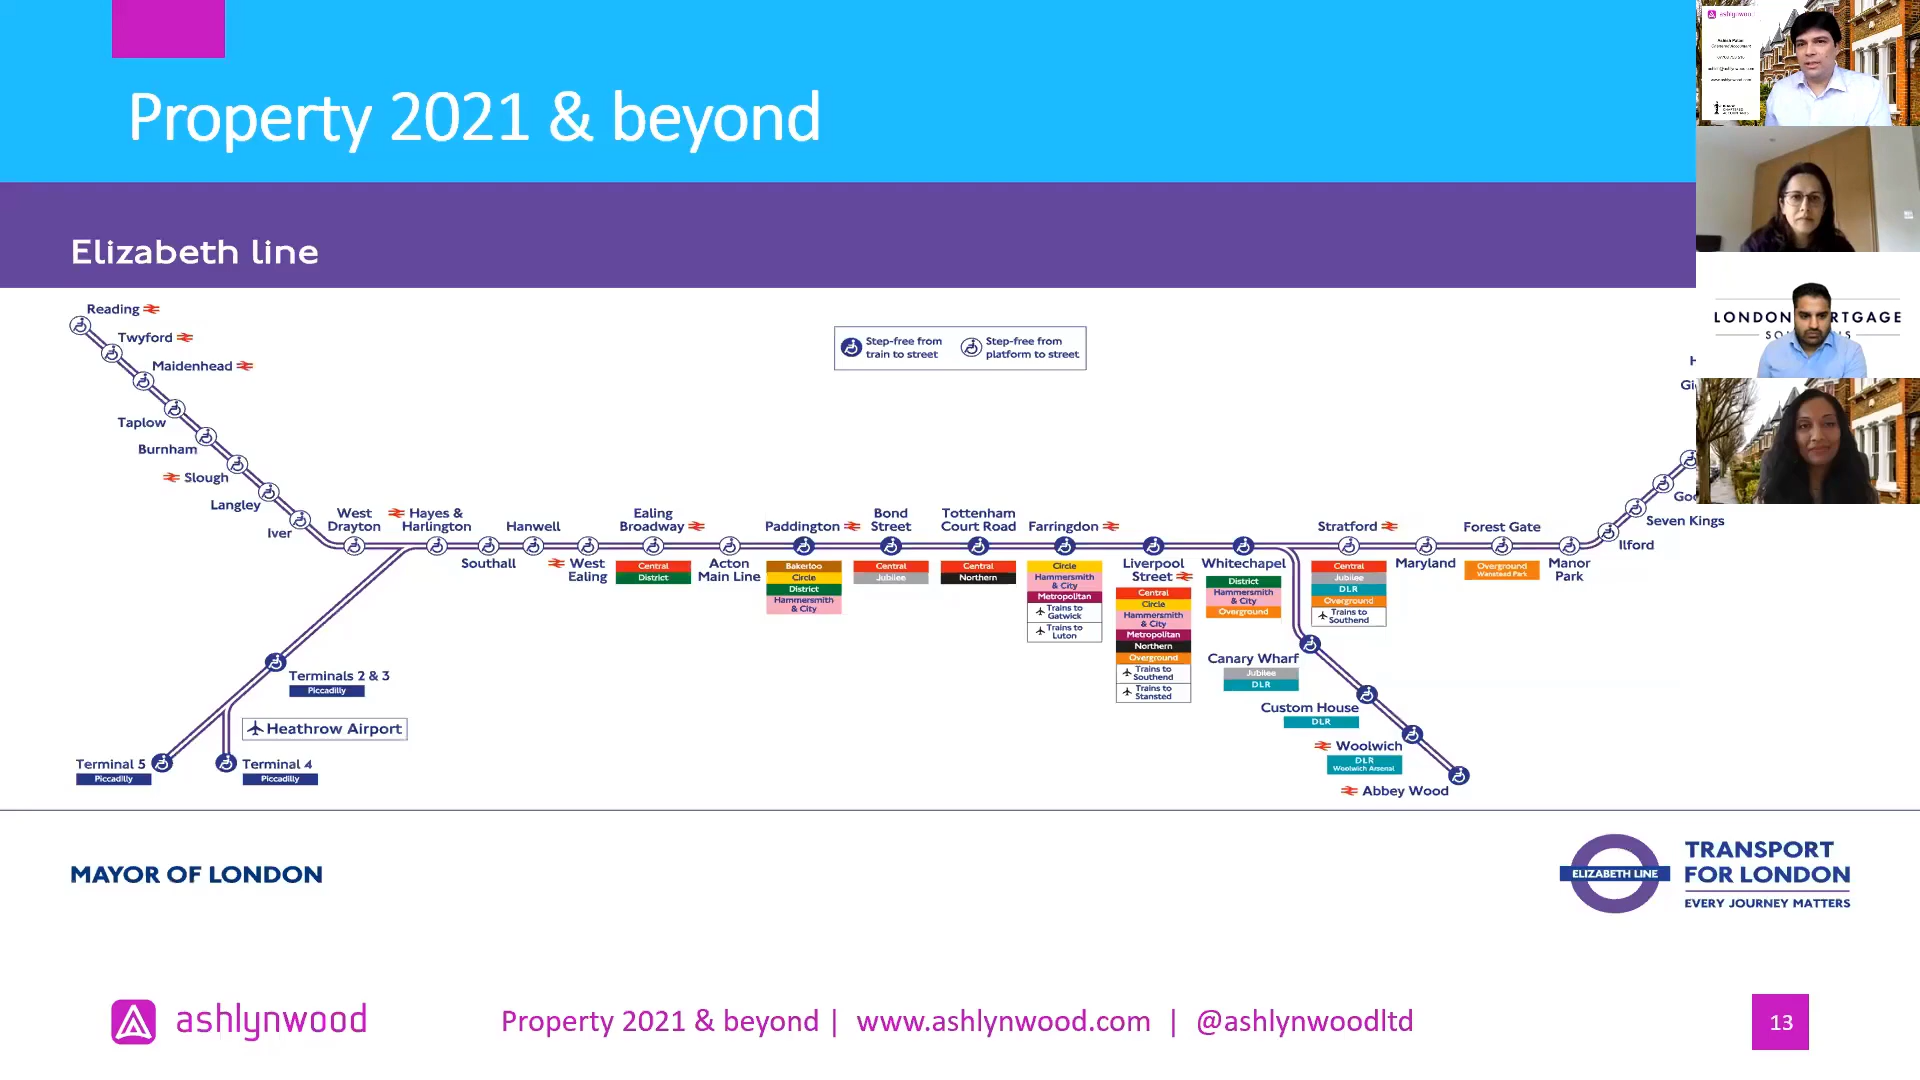 Property 2021 & beyond
Elizabeth line
Reading
Twyford
Maidenhead
Taplow
Burnham
Slough
Langley
Iver
West
Drayton
Hayes &
Harlington
Southall
Hanwell
West
Ealing
Ealing
Broadway
Central
District
Acton
Main Line
Paddington
Bakerloo
Circle
District
Hammersmith
& City
Bond
Street
Central
Jubilee
Tottenham
Court Road
Central
Northern
Farringdon
Circle
Hammersmith
& City
Metropolitan
Trains to
Gatwick
Trains to
Luton
Liverpool
Street
Central
Circle
Hammersmith
& City
Metropolitan
Northern
Overground
Trains to
Southend
Trains to
Stansted
Whitechapel
District
Hammersmith
& City
Overground
Stratford
Central
Jubilee
DLR
Overground
Trains to
Southend
Maryland
Forest Gate
Overground
Wanstead Park
Manor
Park
Ilford
Seven Kings
Canary Wharf
Jubilee
DLR
Custom House
DLR
Woolwich
DLR
Woolwich Arsenal
Abbey Wood
Terminals 2 & 3
Piccadilly
Heathrow Airport
Terminal 5
Piccadilly
Terminal 4
Piccadilly
Step-free from
train to street
Step-free from
platform to street
MAYOR OF LONDON
ELIZABETH LINE
TRANSPORT
FOR LONDON
EVERY JOURNEY MATTERS
ashlynwood
Property 2021 & beyond | www.ashlynwood.com | @ashlynwoodltd
13
ashlynwood
LONDON